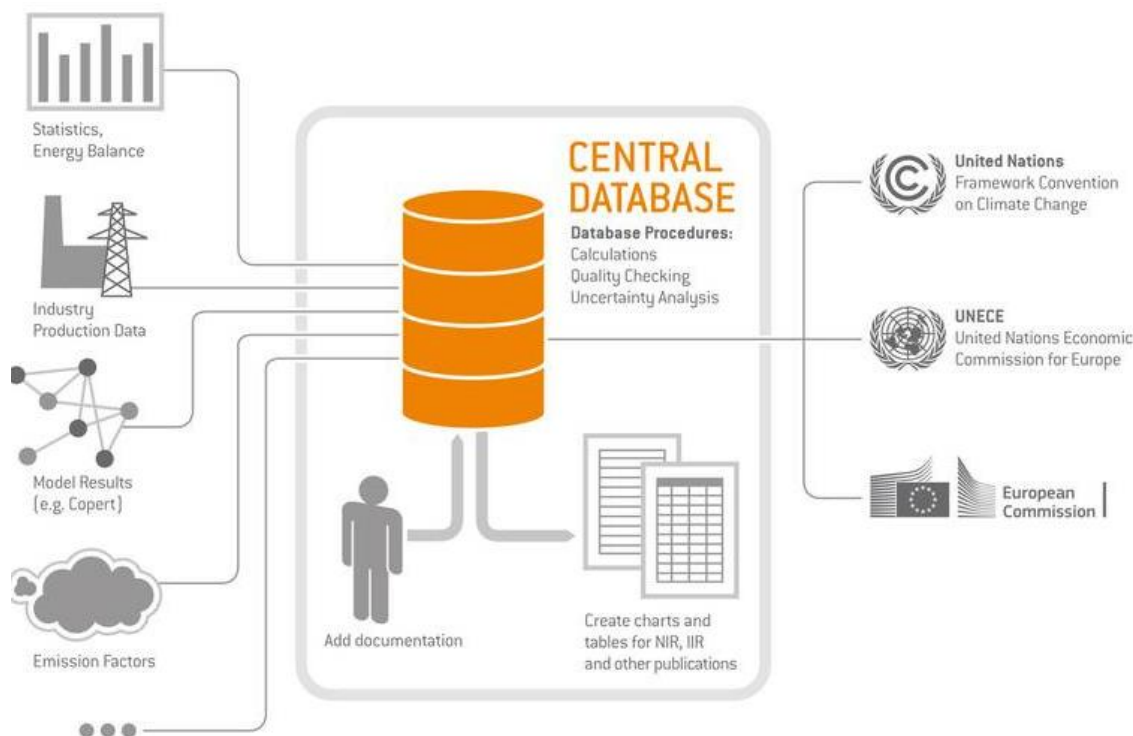 Statistics,
Energy Balance
Industry
Production Data
Model Results
(e.g. Copert)
Emission Factors
CENTRAL
DATABASE
Database Procedures:
Calculations
Quality Checking
Uncertainty Analysis
Add documentation
Create charts and
tables for NIR, IIR
and other publications
United Nations
Framework Convention
on Climate Change
UNECE
United Nations Economic
Commission for Europe
European
Commission